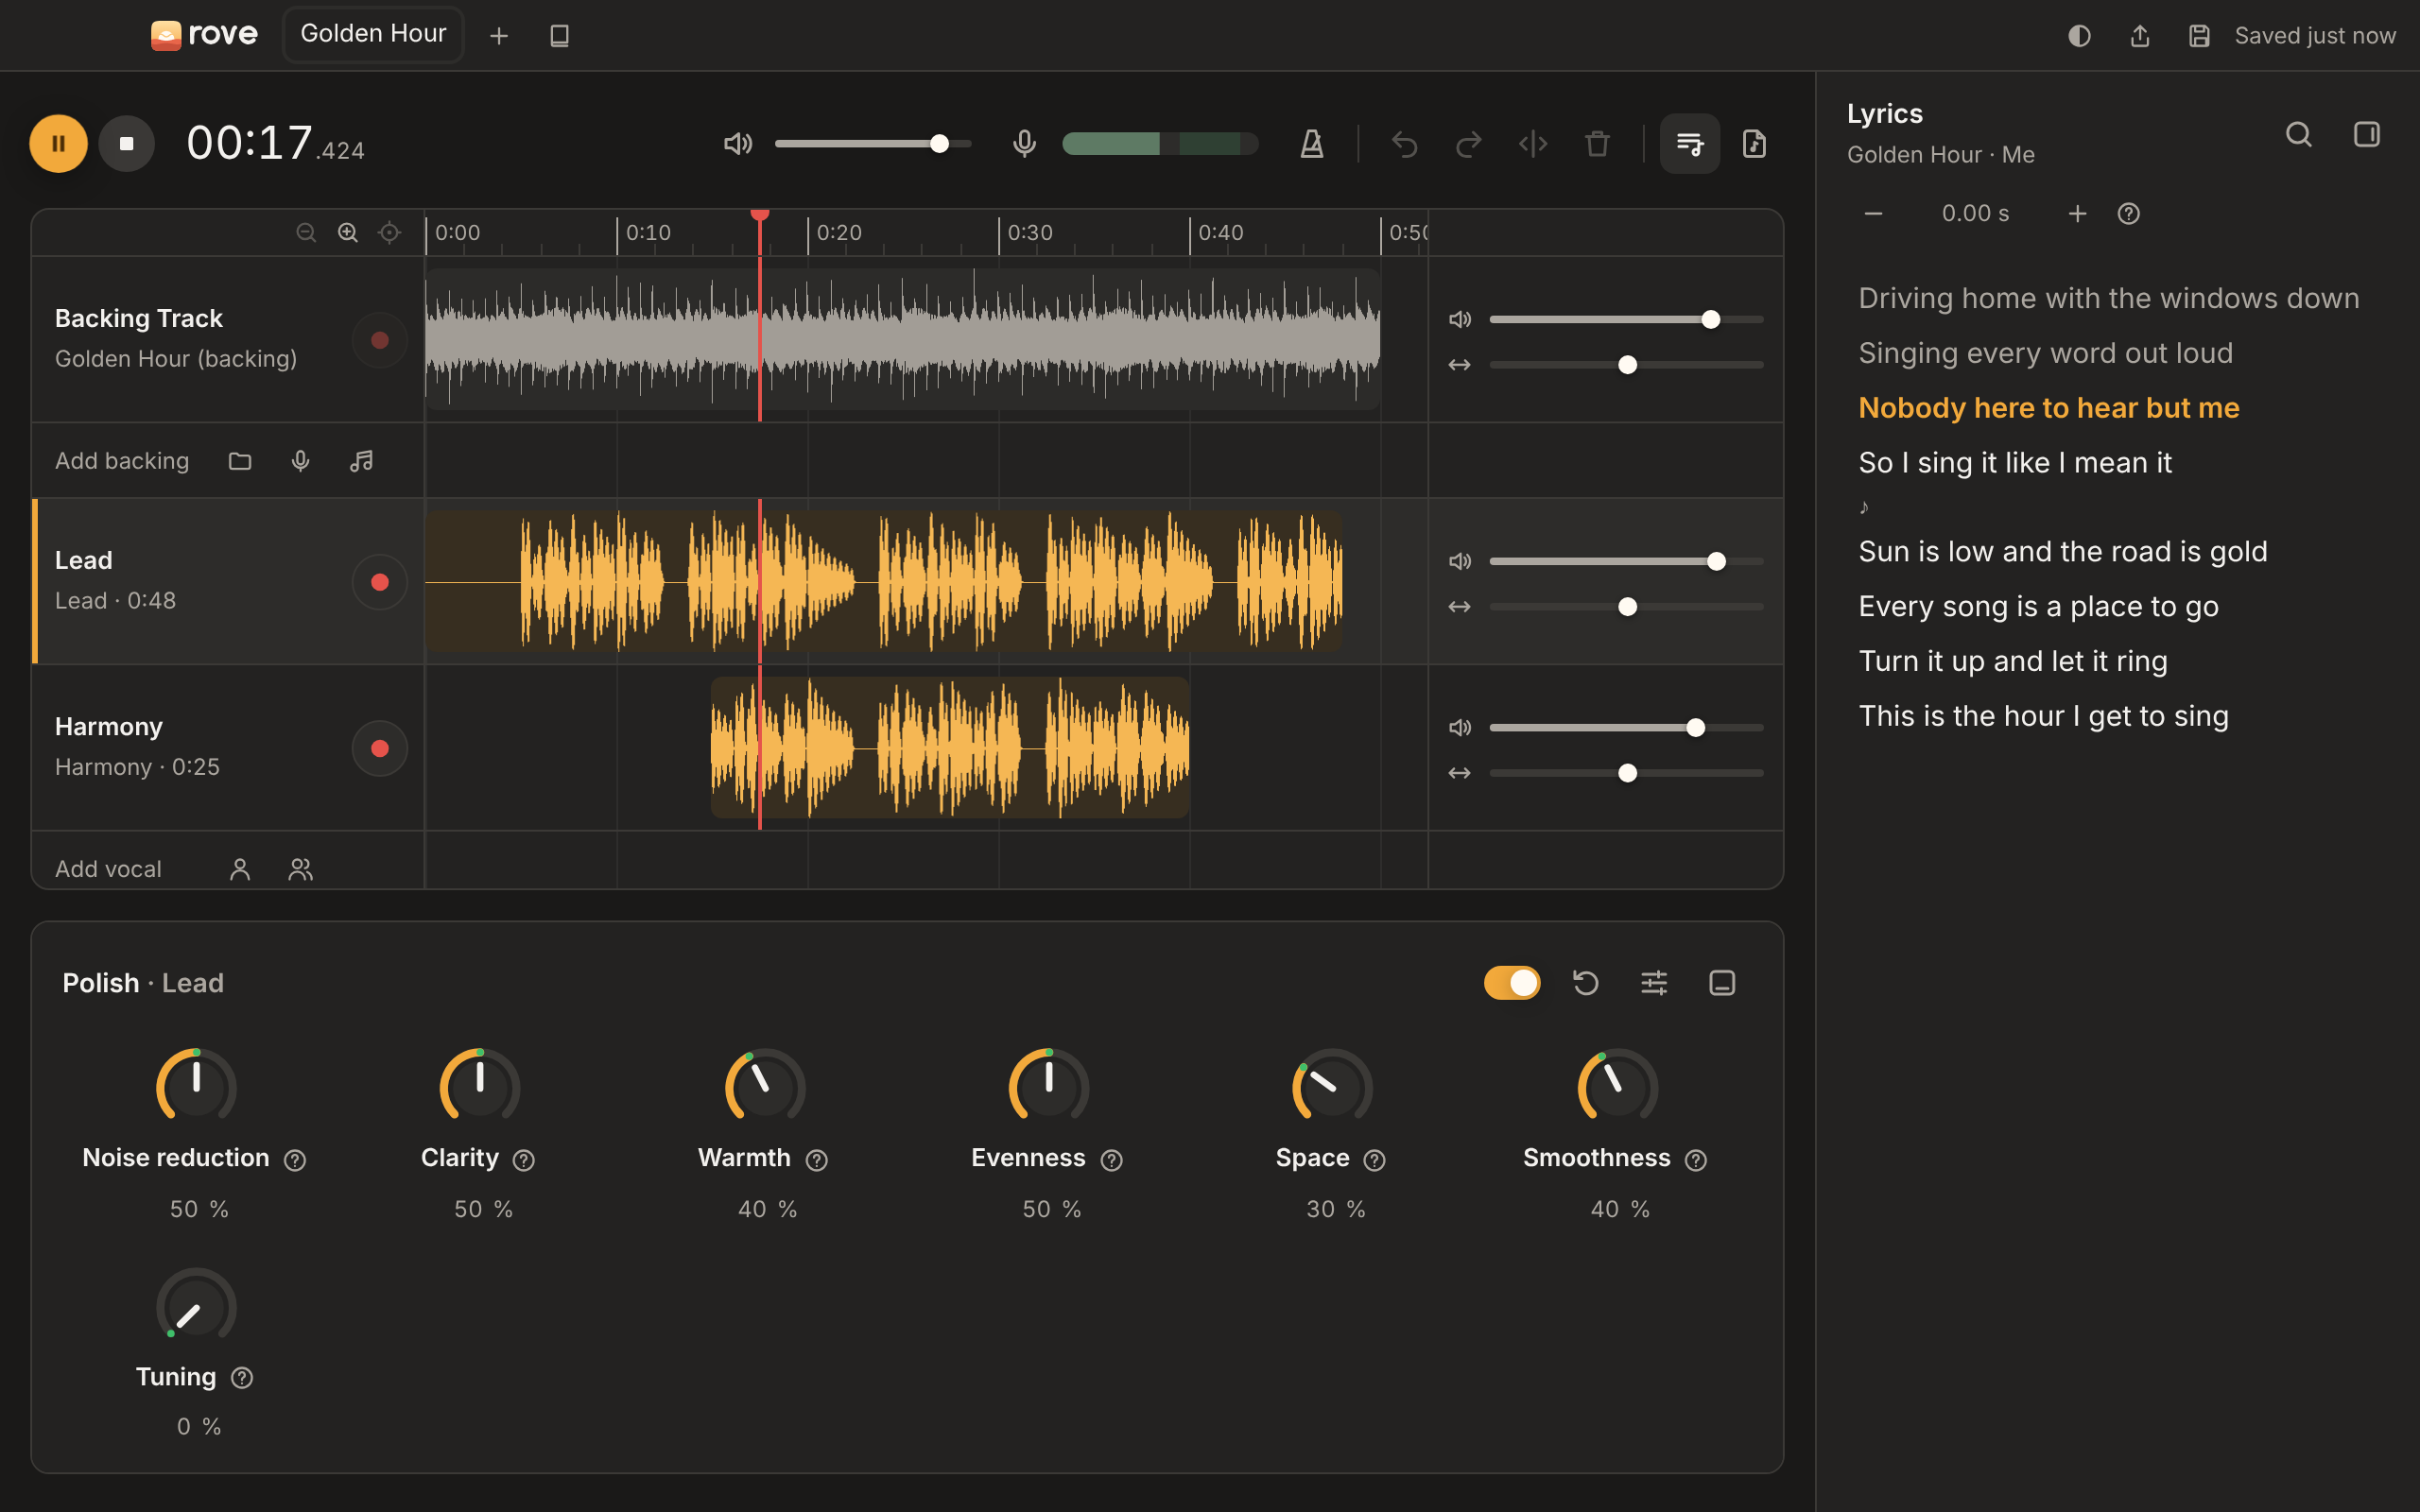 rove
Golden Hour
Saved just now
00:17.424
Lyrics
Golden Hour · Me
0.00 s
0:00
0:10
0:20
0:30
0:40
Backing Track
Golden Hour (backing)
Add backing
Lead
Lead · 0:48
Harmony
Harmony · 0:25
Add vocal
Driving home with the windows down
Singing every word out loud
Nobody here to hear but me
So I sing it like I mean it
♪
Sun is low and the road is gold
Every song is a place to go
Turn it up and let it ring
This is the hour I get to sing
Polish · Lead
Noise reduction
50 %
Clarity
50 %
Warmth
40 %
Evenness
50 %
Space
30 %
Smoothness
40 %
Tuning
0 %